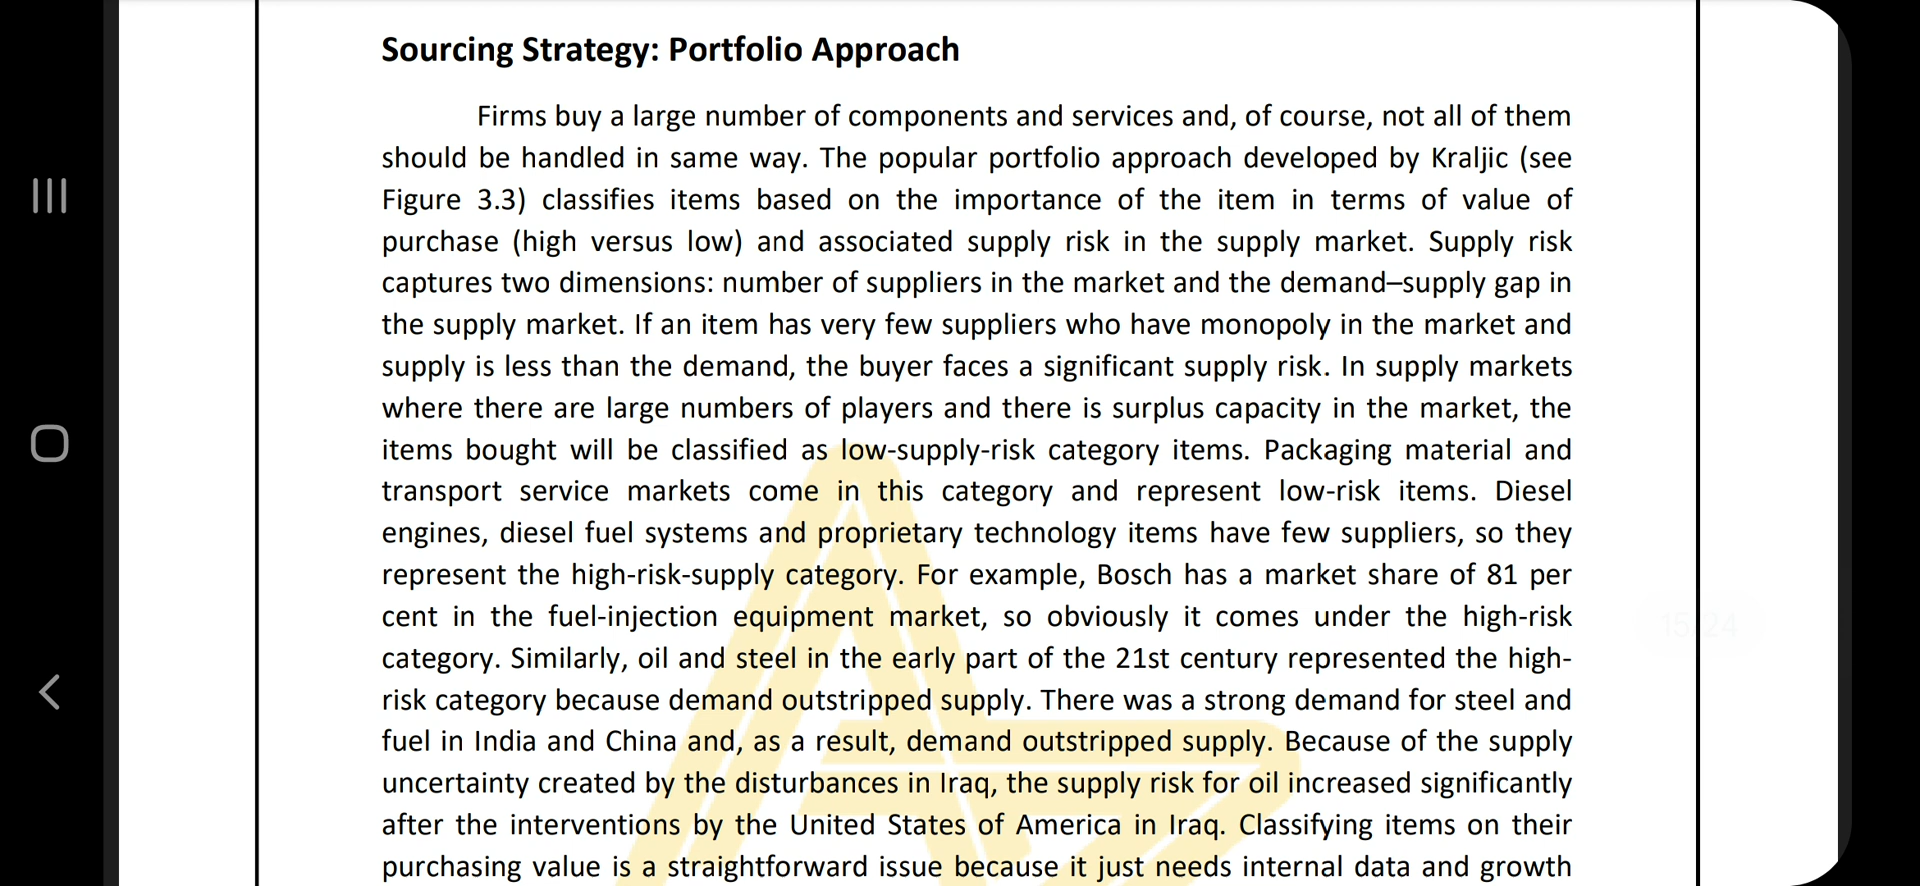 Sourcing Strategy: Portfolio Approach
Firms buy a large number of components and services and, of course, not all of them
should be handled in same way. The popular portfolio approach developed by Kraljic (see
Figure 3.3) classifies items based on the importance of the item in terms of value of
purchase (high versus low) and associated supply risk in the supply market. Supply risk
captures two dimensions: number of suppliers in the market and the demand–supply gap in
the supply market. If an item has very few suppliers who have monopoly in the market and
supply is less than the demand, the buyer faces a significant supply risk. In supply markets
where there are large numbers of players and there is surplus capacity in the market, the
items bought will be classified as low-supply-risk category items. Packaging material and
transport service markets come in this category and represent low-risk items. Diesel
engines, diesel fuel systems and proprietary technology items have few suppliers, so they
represent the high-risk-supply category. For example, Bosch has a market share of 81 per
cent in the fuel-injection equipment market, so obviously it comes under the high-risk
category. Similarly, oil and steel in the early part of the 21st century represented the high-
risk category because demand outstripped supply. There was a strong demand for steel and
fuel in India and China and, as a result, demand outstripped supply. Because of the supply
uncertainty created by the disturbances in Iraq, the supply risk for oil increased significantly
after the interventions by the United States of America in Iraq. Classifying items on their
purchasing value is a straightforward issue because it just needs internal data and growth
15/24